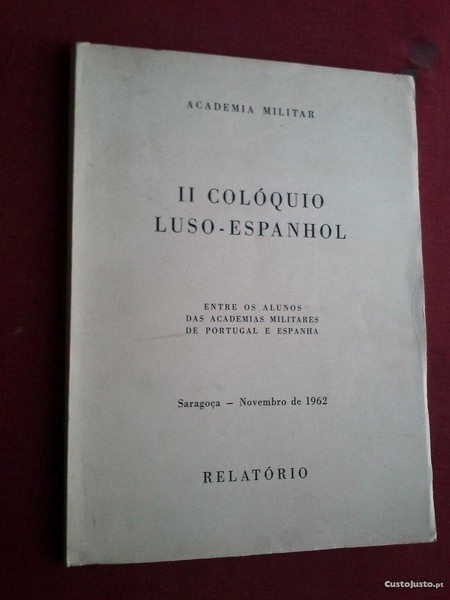 ACADEMIA MILITAR
II COLÓQUIO
LUSO-ESPANHOL
ENTRE OS ALUNOS
DAS ACADEMIAS MILITARES
DE PORTUGAL E ESPANHA
Saragoça — Novembro de 1962
RELATÓRIO
CustoJusto.pt